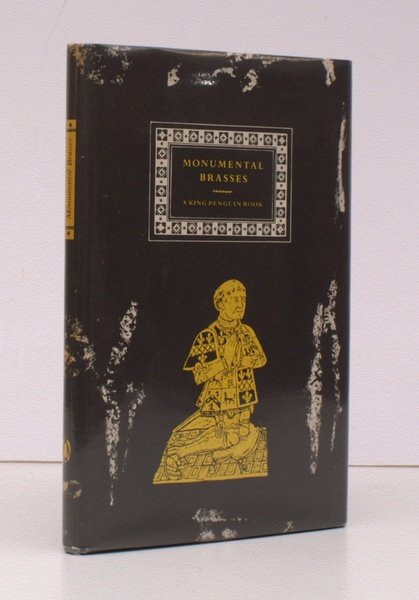 MONUMENTAL
BRASSES
A KING PENGUIN BOOK
Monumental Brasses